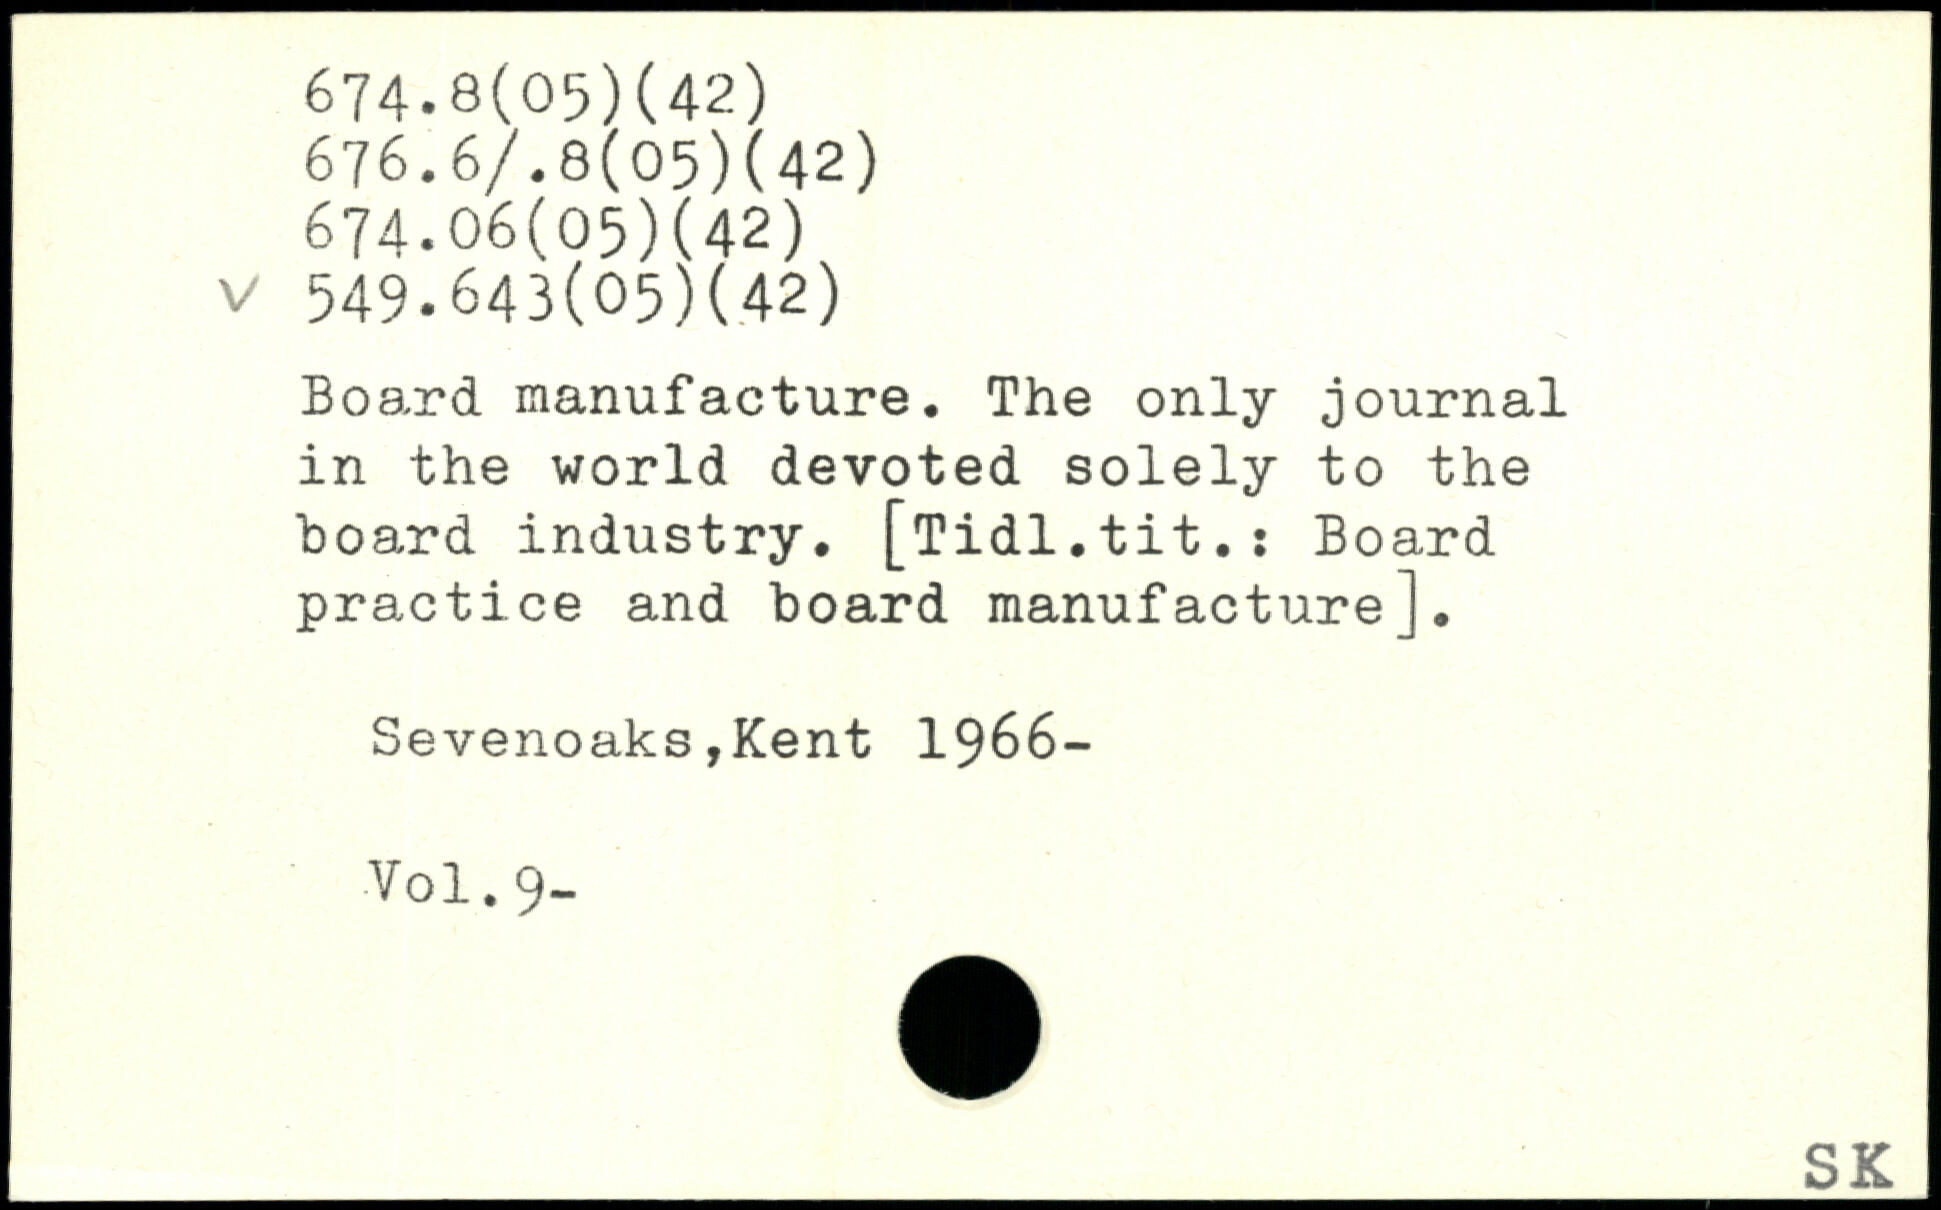 674.8(05)(42)
676.6/.8(05)(42)
674.06(05)(42)
v 549.643(05)(42)
Board manufacture. The only journal
in the world devoted solely to the
board industry. [Tidl.tit.: Board
practice and board manufacture].
Sevenoaks,Kent 1966-
Vol.9-
SK